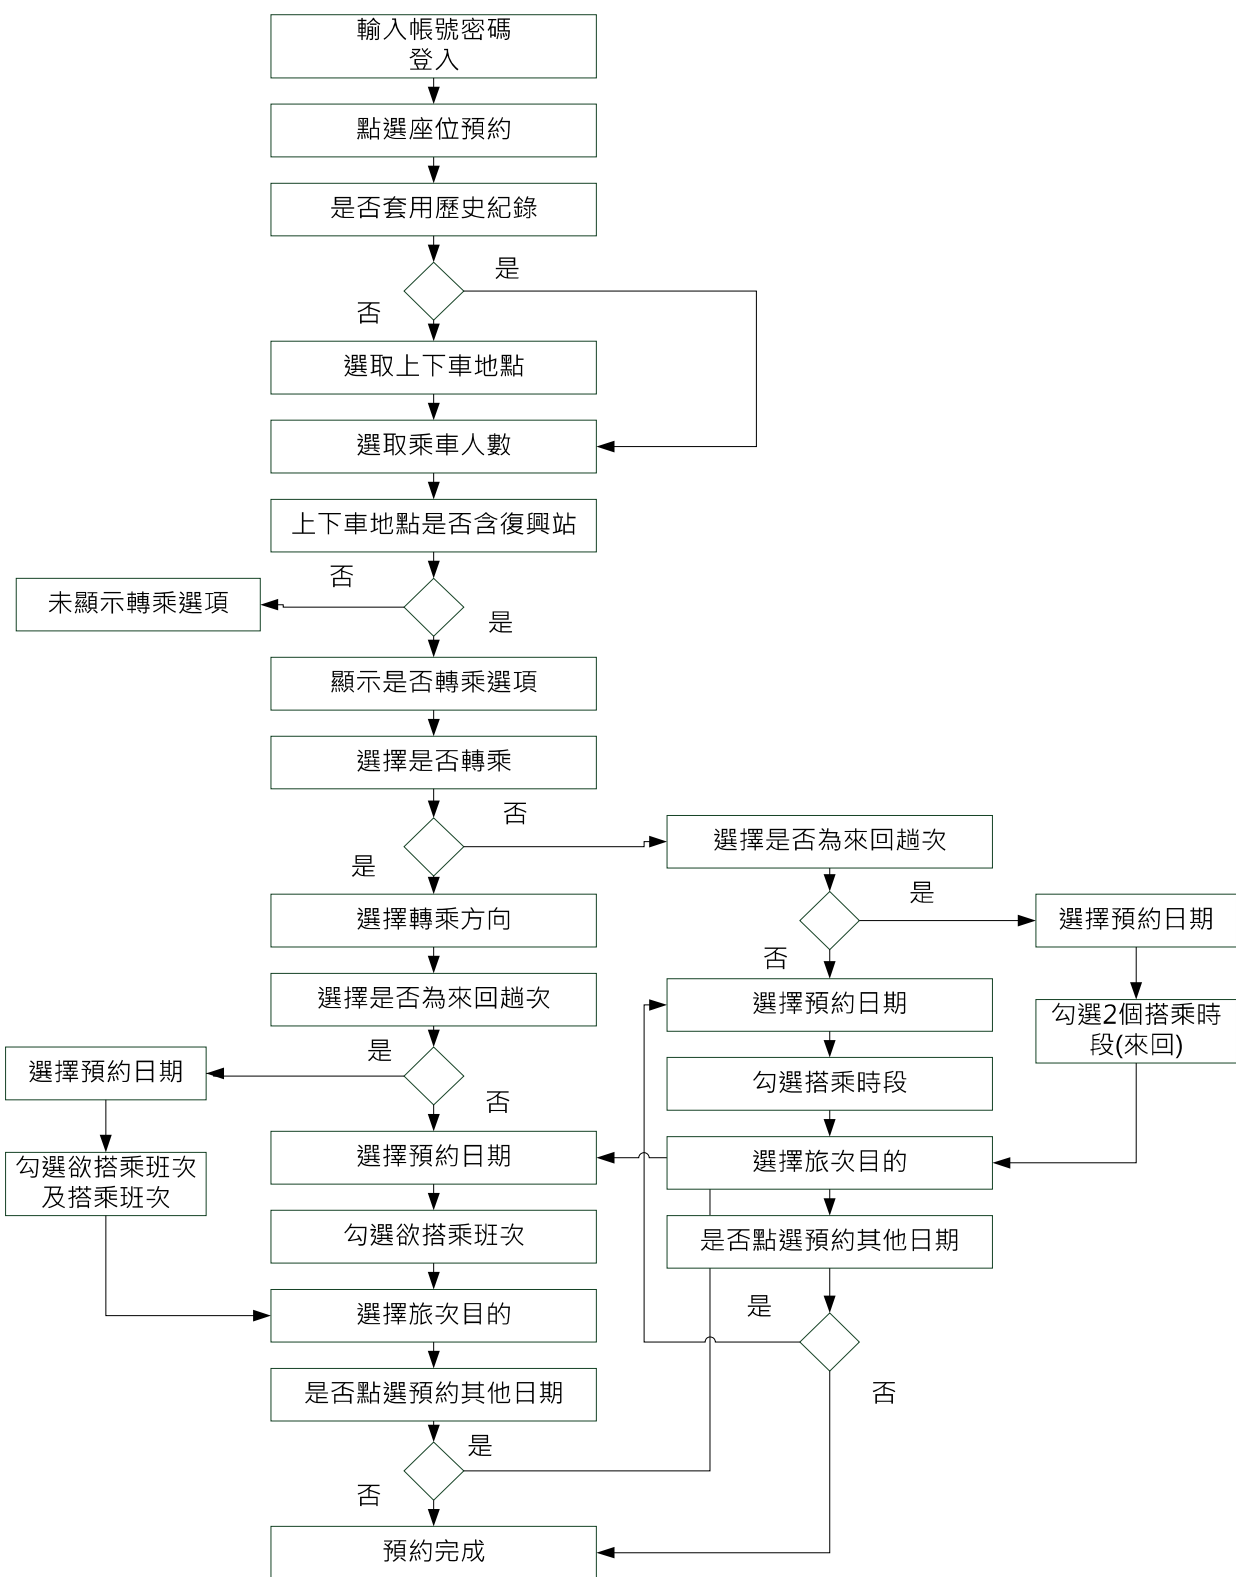 輸入帳號密碼
登入
點選座位預約
是否套用歷史紀錄
是
否
選取上下車地點
選取乘車人數
上下車地點是否含復興站
否
未顯示轉乘選項
是
顯示是否轉乘選項
選擇是否轉乘
否
選擇是否為來回趟次
是
是
選擇轉乘方向
選擇預約日期
否
選擇是否為來回趟次
選擇預約日期
勾選2個搭乘時
段(來回)
是
選擇預約日期
勾選搭乘時段
否
選擇預約日期
選擇旅次目的
勾選欲搭乘班次
及搭乘班次
勾選欲搭乘班次
是否點選預約其他日期
選擇旅次目的
是
是否點選預約其他日期
否
是
否
預約完成